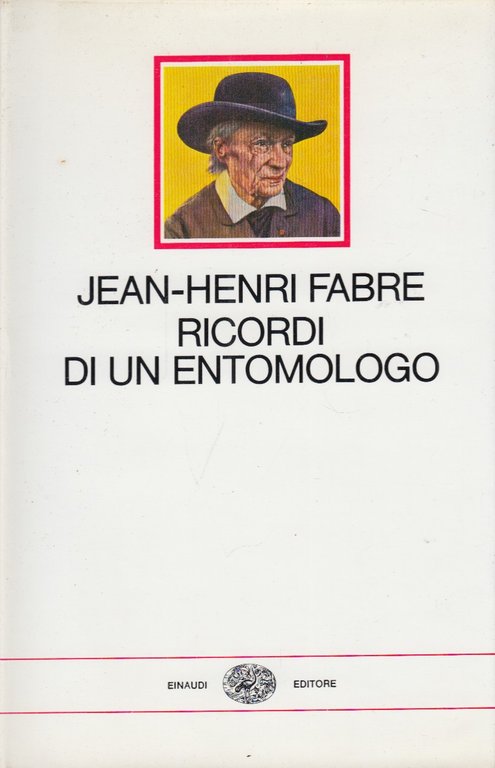 JEAN-HENRI FABRE
RICORDI
DI UN ENTOMOLOGO
EINAUDI EDITORE